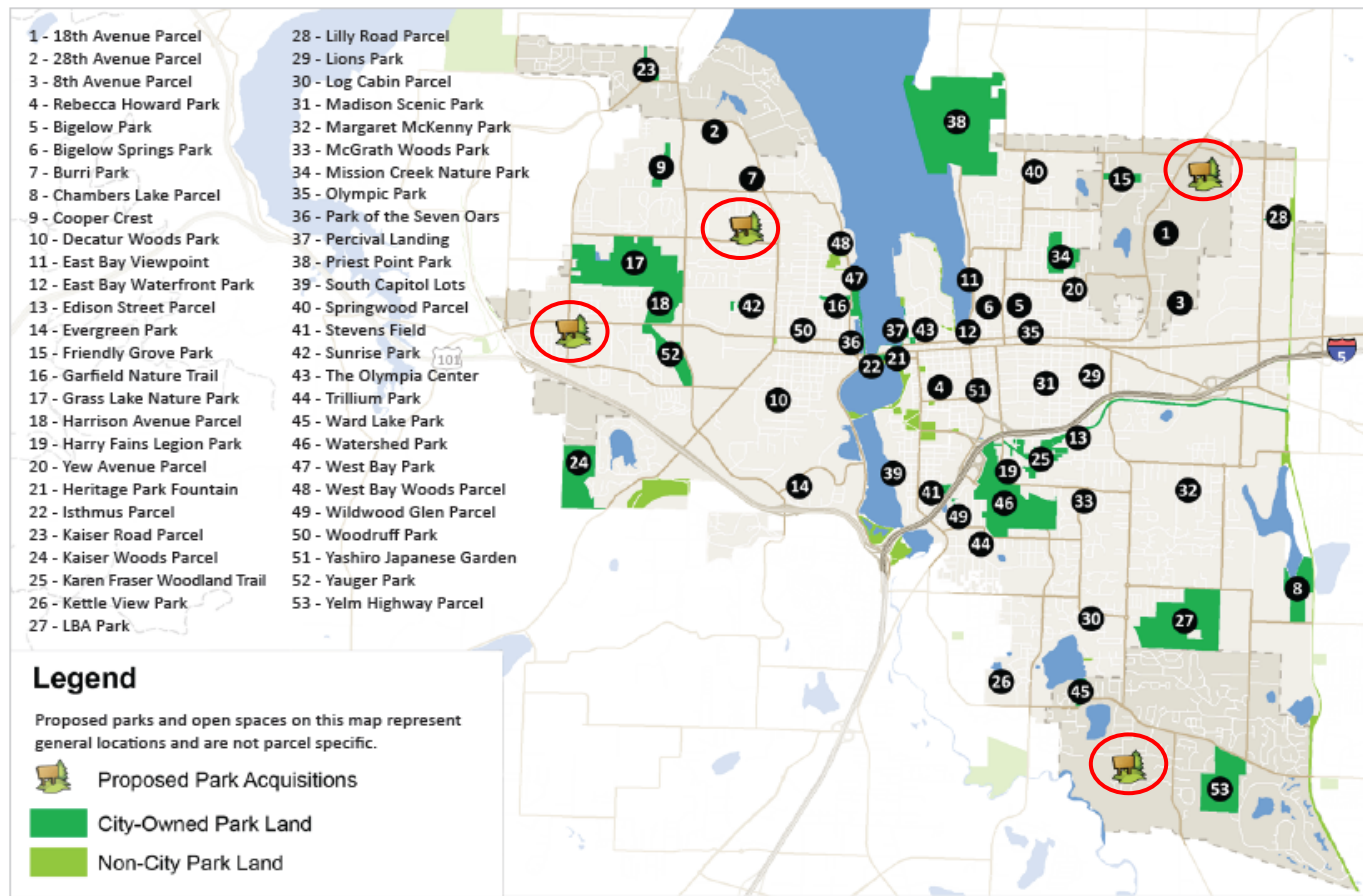 1 - 18th Avenue Parcel
2 - 28th Avenue Parcel
3 - 8th Avenue Parcel
4 - Rebecca Howard Park
5 - Bigelow Park
6 - Bigelow Springs Park
7 - Burri Park
8 - Chambers Lake Parcel
9 - Cooper Crest
10 - Decatur Woods Park
11 - East Bay Viewpoint
12 - East Bay Waterfront Park
13 - Edison Street Parcel
14 - Evergreen Park
15 - Friendly Grove Park
16 - Garfield Nature Trail
17 - Grass Lake Nature Park
18 - Harrison Avenue Parcel
19 - Harry Fains Legion Park
20 - Yew Avenue Parcel
21 - Heritage Park Fountain
22 - Isthmus Parcel
23 - Kaiser Road Parcel
24 - Kaiser Woods Parcel
25 - Karen Fraser Woodland Trail
26 - Kettle View Park
27 - LBA Park
28 - Lilly Road Parcel
29 - Lions Park
30 - Log Cabin Parcel
31 - Madison Scenic Park
32 - Margaret McKenny Park
33 - McGrath Woods Park
34 - Mission Creek Nature Park
35 - Olympic Park
36 - Park of the Seven Oars
37 - Percival Landing
38 - Priest Point Park
39 - South Capitol Lots
40 - Springwood Parcel
41 - Stevens Field
42 - Sunrise Park
43 - The Olympia Center
44 - Trillium Park
45 - Ward Lake Park
46 - Watershed Park
47 - West Bay Park
48 - West Bay Woods Parcel
49 - Wildwood Glen Parcel
50 - Woodruff Park
51 - Yashiro Japanese Garden
52 - Yauger Park
53 - Yelm Highway Parcel
23
2
38
9
7
40
15
28
1
48
34
17
47
11
20
18
42
16
6
5
3
50
36
37
43
12
35
5
52
101
22
21
10
4
51
31
29
13
24
14
39
41
19
25
46
49
33
32
44
8
30
27
26
45
53
Legend
Proposed parks and open spaces on this map represent
general locations and are not parcel specific.
Proposed Park Acquisitions
City-Owned Park Land
Non-City Park Land